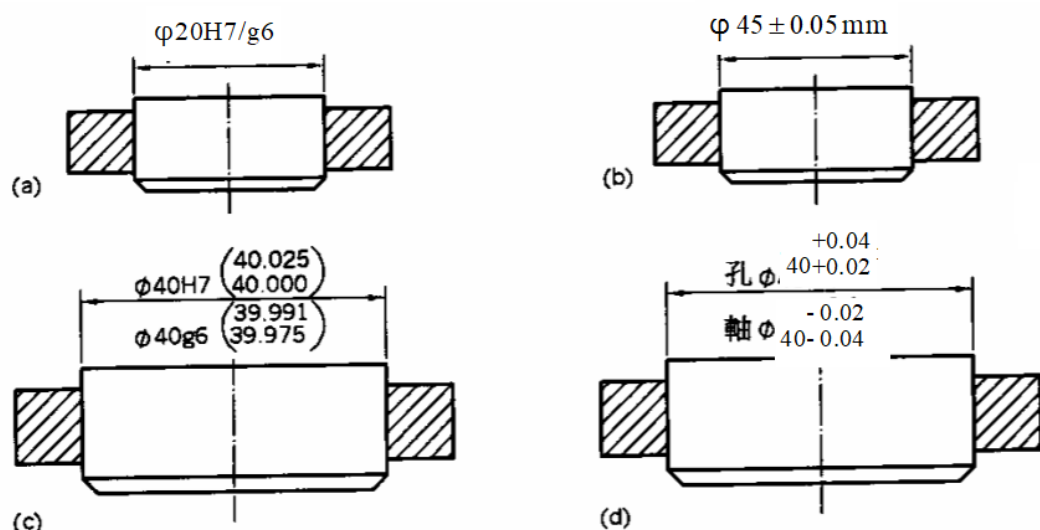 φ20H7/g6
φ 45 ± 0.05 mm
(a)
(b)
φ40H7 (40.025
40.000)
φ40g6 (39.991
39.975)
(c)
+0.04
孔 φ 40+0.02
- 0.02
軸 φ 40- 0.04
(d)